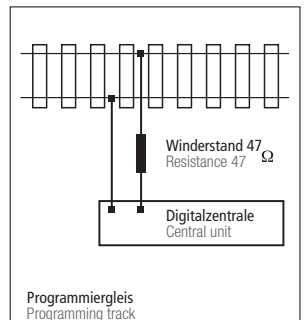 Winderstand 47 Ω
Resistance 47
Digitalzentrale
Central unit
Programmiergleis
Programming track